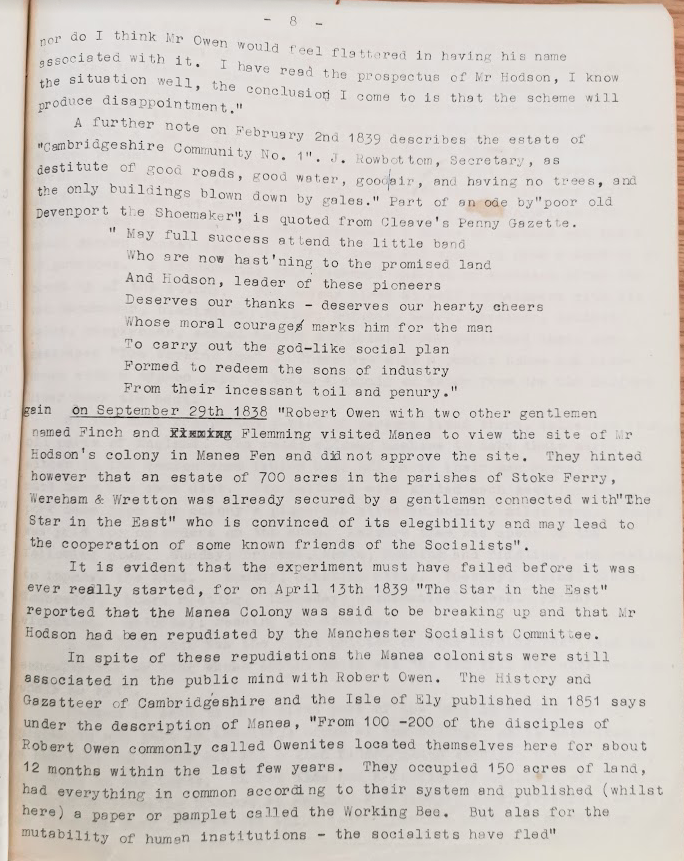 - 8 -
nor do I think Mr Owen would feel flattered in having his name
associated with it.  I have read the prospectus of Mr Hodson, I know
the situation well, the conclusion I come to is that the scheme will
produce disappointment."
A further note on February 2nd 1839 describes the estate of
"Cambridgeshire Community No. 1". J. Rowbottom, Secretary, as
destitute of good roads, good water, good air, and having no trees, and
the only buildings blown down by gales." Part of an ode by"poor old
Devenport the Shoemaker", is quoted from Cleave's Penny Gazette.
" May full success attend the little band
Who are now hast'ning to the promised land
And Hodson, leader of these pioneers
Deserves our thanks - deserves our hearty cheers
Whose moral courage marks him for the man
To carry out the god-like social plan
Formed to redeem the sons of industry
From their incessant toil and penury."
gain on September 29th 1838 "Robert Owen with two other gentlemen
named Finch and Flemming visited Manea to view the site of Mr
Hodson's colony in Manea Fen and did not approve the site.  They hinted
however that an estate of 700 acres in the parishes of Stoke Ferry,
Wereham & Wretton was already secured by a gentleman connected with"The
Star in the East" who is convinced of its elegibility and may lead to
the cooperation of some known friends of the Socialists".
It is evident that the experiment must have failed before it was
ever really started, for on April 13th 1839 "The Star in the East"
reported that the Manea Colony was said to be breaking up and that Mr
Hodson had been repudiated by the Manchester Socialist Committee.
In spite of these repudiations the Manea colonists were still
associated in the public mind with Robert Owen.  The History and
Gazatteer of Cambridgeshire and the Isle of Ely published in 1851 says
under the description of Manea, "From 100 -200 of the disciples of
Robert Owen commonly called Owenites located themselves here for about
12 months within the last few years.  They occupied 150 acres of land,
had everything in common according to their system and published (whilst
here) a paper or pamplet called the Working Bee.  But alas for the
mutability of human institutions - the socialists have fled"